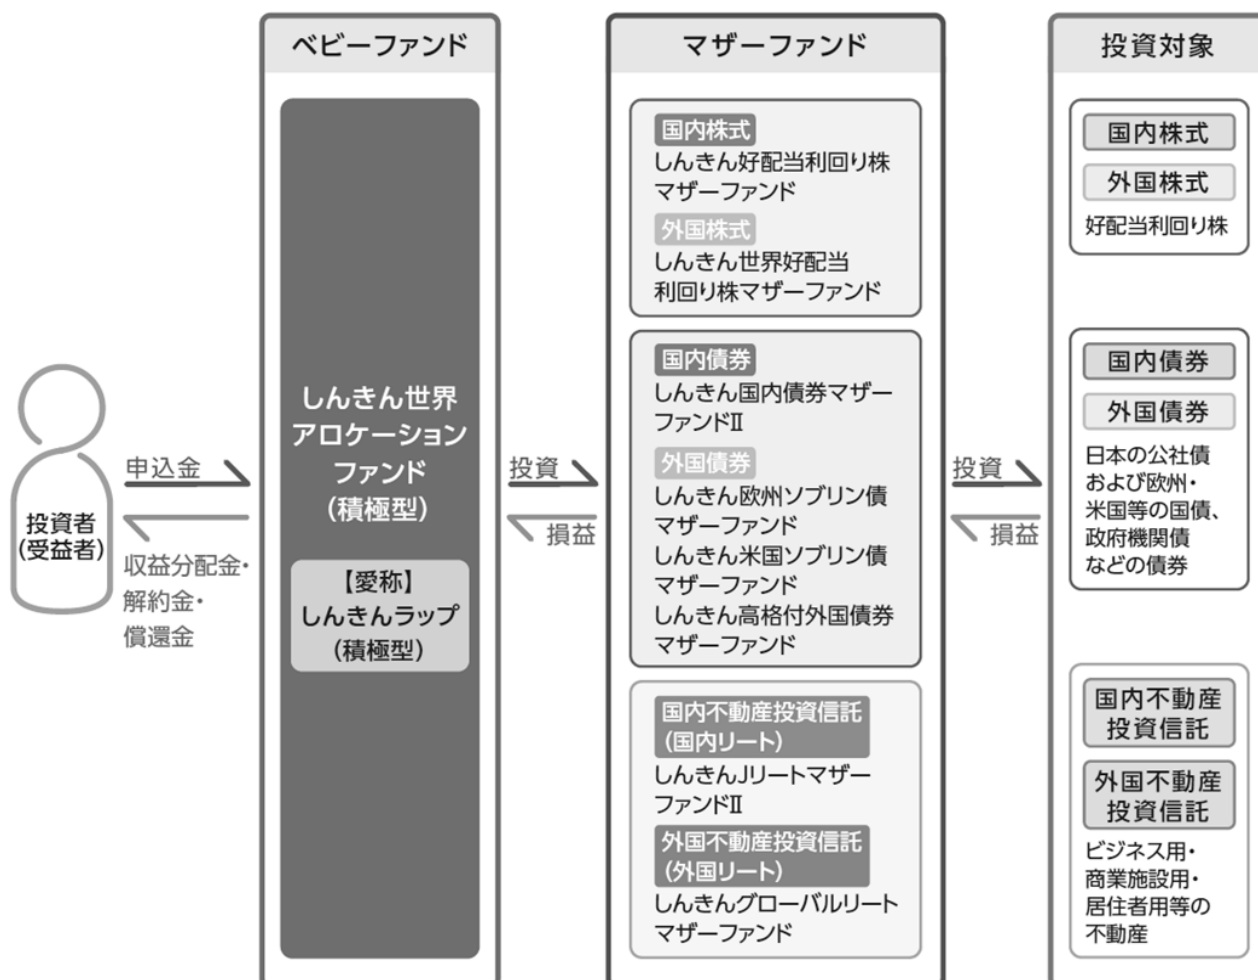 ベビーファンド
マザーファンド
投資対象
投資者
(受益者)
申込金
収益分配金・
解約金・
償還金
しんきん世界
アロケーション
ファンド
(積極型)
【愛称】
しんきんラップ
(積極型)
投資
損益
国内株式
しんきん好配当利回り株
マザーファンド
外国株式
しんきん世界好配当
利回り株マザーファンド
国内債券
しんきん国内債券マザー
ファンドⅡ
外国債券
しんきん欧州ソブリン債
マザーファンド
しんきん米国ソブリン債
マザーファンド
しんきん高格付外国債券
マザーファンド
国内不動産投資信託
(国内リート)
しんきんJリートマザー
ファンドⅡ
外国不動産投資信託
(外国リート)
しんきんグローバルリート
マザーファンド
投資
損益
国内株式
外国株式
好配当利回り株
国内債券
外国債券
日本の公社債
および欧州・
米国等の国債、
政府機関債
などの債券
国内不動産
投資信託
外国不動産
投資信託
ビジネス用・
商業施設用・
居住者用等の
不動産